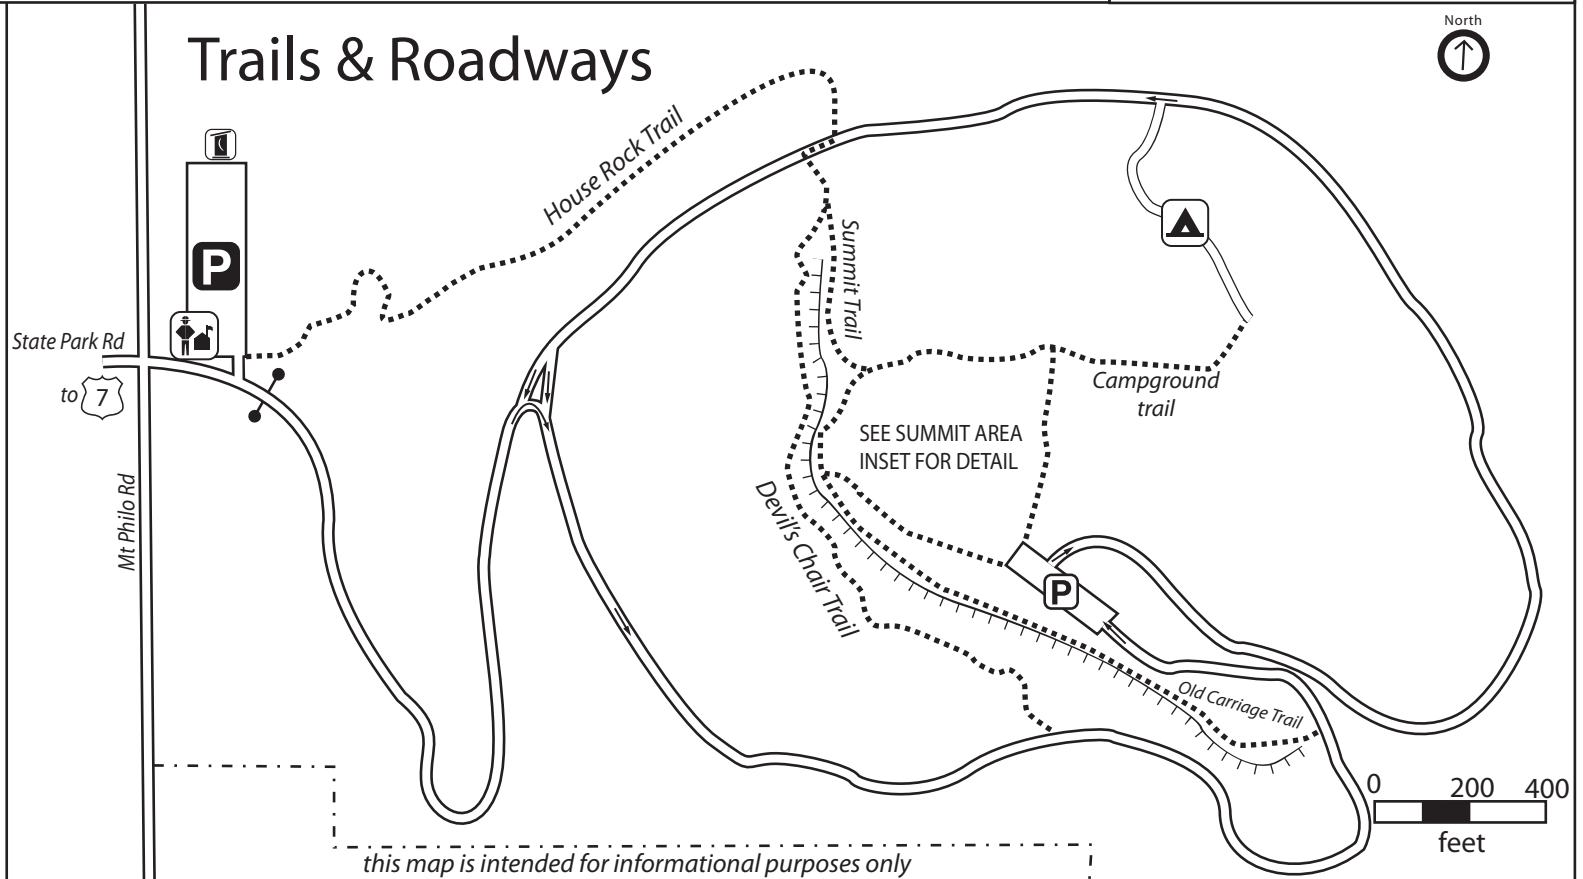 North
Trails & Roadways
House Rock Trail
P
Summit Trail
State Park Rd
to 7
Campground
trail
SEE SUMMIT AREA
INSET FOR DETAIL
Mt Philo Rd
Devil's Chair Trail
P
Old Carriage Trail
0 200 400
feet
this map is intended for informational purposes only